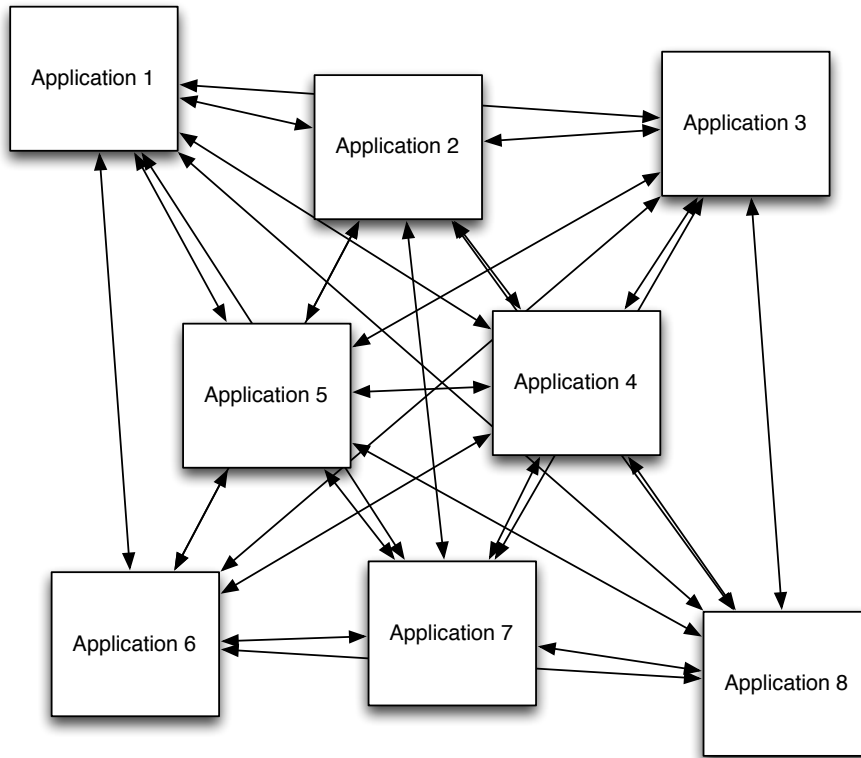 Application 1
Application 2
Application 3
Application 5
Application 4
Application 6
Application 7
Application 8